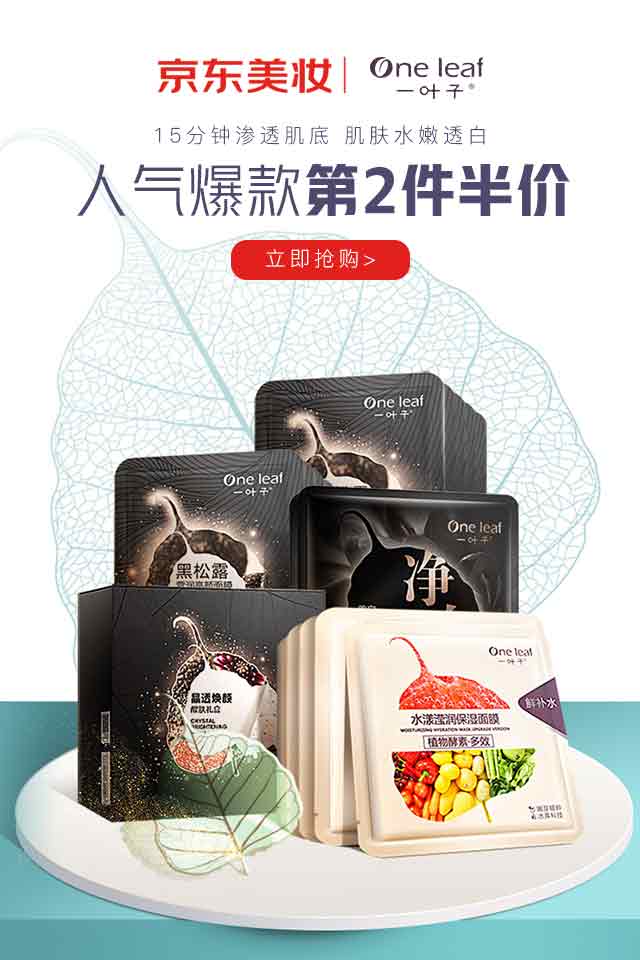 京东美妆
One leaf
一叶子®
15分钟渗透肌底 肌肤水嫩透白
人气爆款第2件半价
立即抢购>
One leaf
一叶子®
One leaf
一叶子®
黑松露
One leaf
一叶子®
净
晶透焕颜
CRYSTAL
BRIGHTENING
One leaf
一叶子®
鲜补水
水漾滢润保湿面膜
MOISTURIZING HYDRATION MASK UPGRADE VERSION
植物酵素·多效